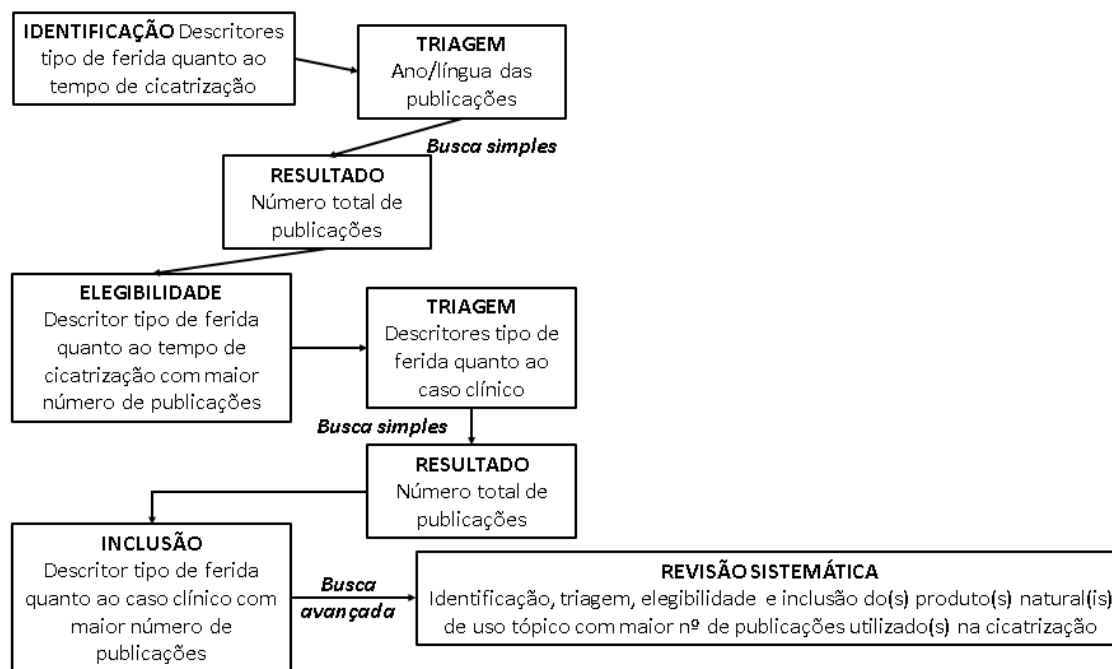 IDENTIFICAÇÃO Descritores
tipo de ferida quanto ao
tempo de cicatrização
TRIAGEM
Ano/língua das
publicações
Busca simples
RESULTADO
Número total de
publicações
ELEGIBILIDADE
Descritor tipo de ferida
quanto ao tempo de
cicatrização com maior
número de publicações
TRIAGEM
Descritores tipo de
ferida quanto ao
caso clínico
Busca simples
RESULTADO
Número total de
publicações
INCLUSÃO
Descritor tipo de ferida
quanto ao caso clínico com
maior número de
publicações
Busca
avançada
REVISÃO SISTEMÁTICA
Identificação, triagem, elegibilidade e inclusão do(s) produto(s) natural(is)
de uso tópico com maior nº de publicações utilizado(s) na cicatrização